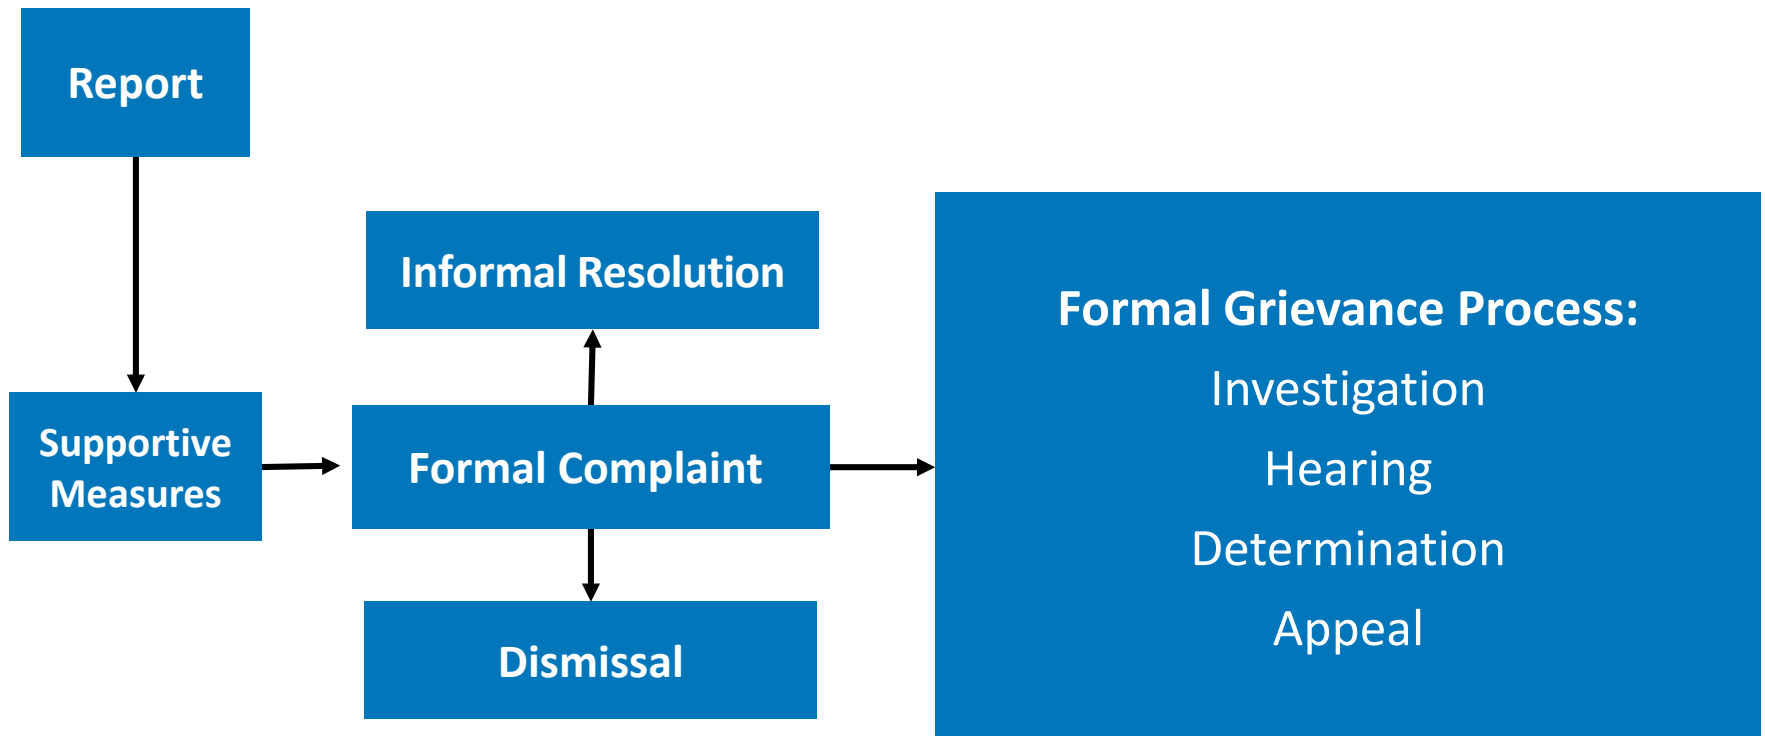 Report
Supportive
Measures
Informal Resolution
Formal Complaint
Dismissal
Formal Grievance Process:
Investigation
Hearing
Determination
Appeal